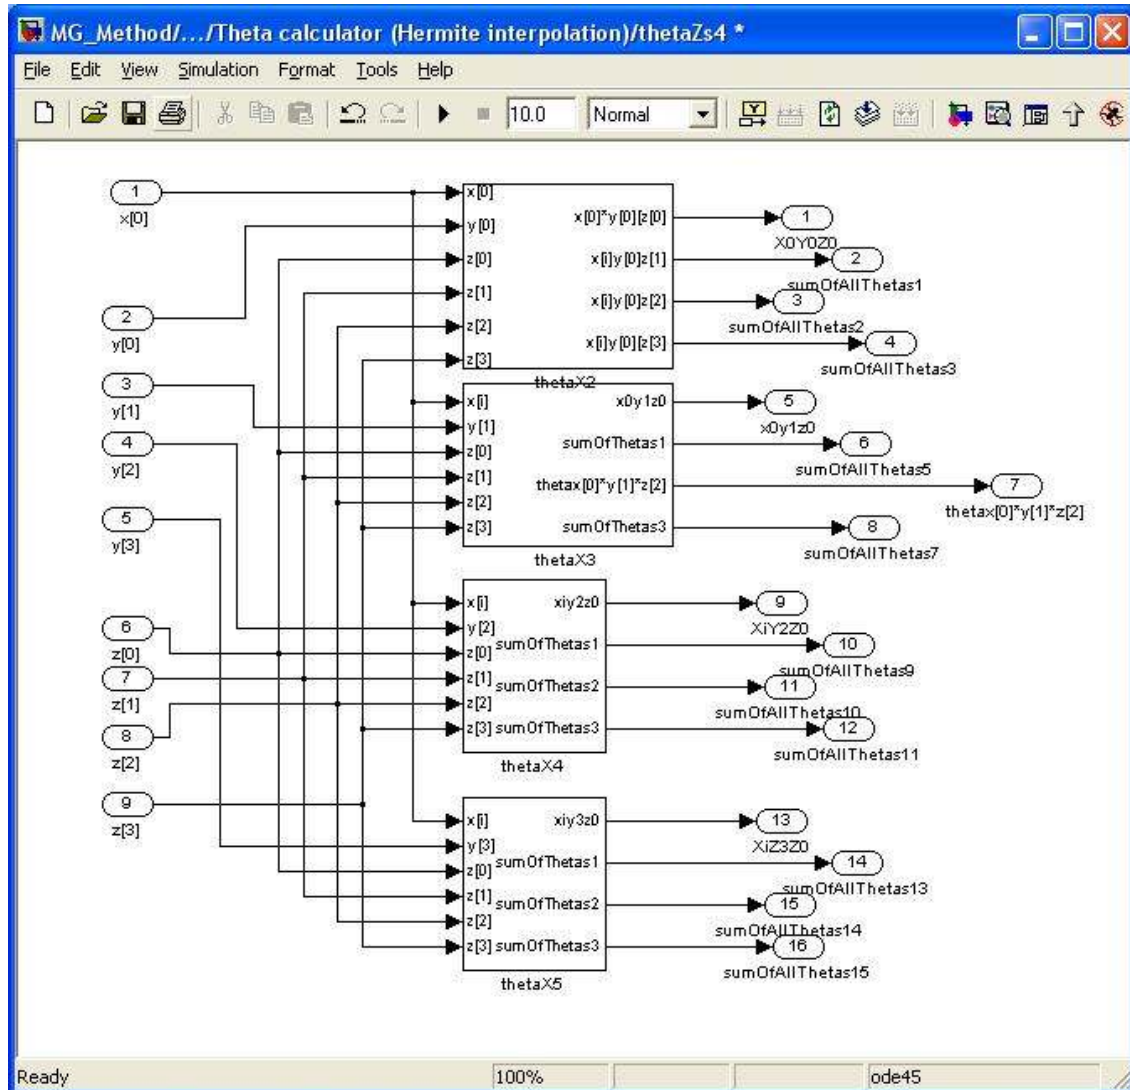 MG_Method/.../Theta calculator (Hermite interpolation)/thetaZs4 *
File Edit View Simulation Format Tools Help
10.0 Normal
1
x[0]
2
y[0]
3
y[1]
4
y[2]
5
y[3]
6
z[0]
7
z[1]
8
z[2]
9
z[3]
x[0]
y[0]
z[0]
z[1]
z[2]
z[3]
x[0]*y[0][z[0]
x[i]y[0]z[1]
x[i]y[0]z[2]
x[i]y[0][z[3]
thetaX2
x[i]
y[1]
z[0]
z[1]
z[2]
z[3]
x0y1z0
sumOfThetas1
thetax[0]*y[1]*z[2]
sumOfThetas3
thetaX3
x[i]
y[2]
z[0]
z[1]
z[2]
z[3]
xiy2z0
sumOfThetas1
sumOfThetas2
sumOfThetas3
thetaX4
x[i]
y[3]
z[0]
z[1]
z[2]
z[3]
xiy3z0
sumOfThetas1
sumOfThetas2
sumOfThetas3
thetaX5
1
X0Y0Z0
2
sumOfAllThetas1
3
sumOfAllThetas2
4
sumOfAllThetas3
5
x0y1z0
6
sumOfAllThetas5
7
thetax[0]*y[1]*z[2]
8
sumOfAllThetas7
9
XiY2Z0
10
sumOfAllThetas9
11
sumOfAllThetas10
12
sumOfAllThetas11
13
XiZ3Z0
14
sumOfAllThetas13
15
sumOfAllThetas14
16
sumOfAllThetas15
Ready 100% ode45